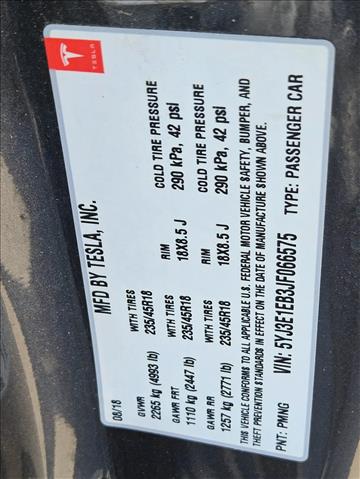 TESLA
MFD BY TESLA, INC.
08/18
GVWR
2265 kg (4993 lb)
GAWR FRT
1110 kg (2447 lb)
GAWR RR
1257 kg (2771 lb)
WITH TIRES
235/45R18
WITH TIRES
235/45R18
RIM
18X8.5 J
RIM
18X8.5 J
COLD TIRE PRESSURE
290 kPa, 42 psi
COLD TIRE PRESSURE
290 kPa, 42 psi
WITH TIRES
235/45R18
THIS VEHICLE CONFORMS TO ALL APPLICABLE U.S. FEDERAL MOTOR VEHICLE SAFETY, BUMPER, AND
THEFT PREVENTION STANDARDS IN EFFECT ON THE DATE OF MANUFACTURE SHOWN ABOVE.
VIN: 5YJ3E1EB3JF066575
TYPE: PASSENGER CAR
PNT: PMNG